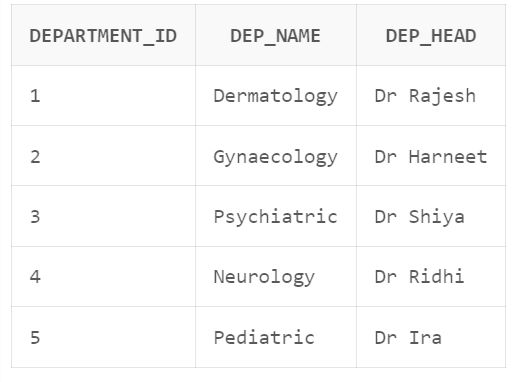 DEPARTMENT_ID DEP_NAME DEP_HEAD
1 Dermatology Dr Rajesh
2 Gynaecology Dr Harneet
3 Psychiatric Dr Shiya
4 Neurology Dr Ridhi
5 Pediatric Dr Ira